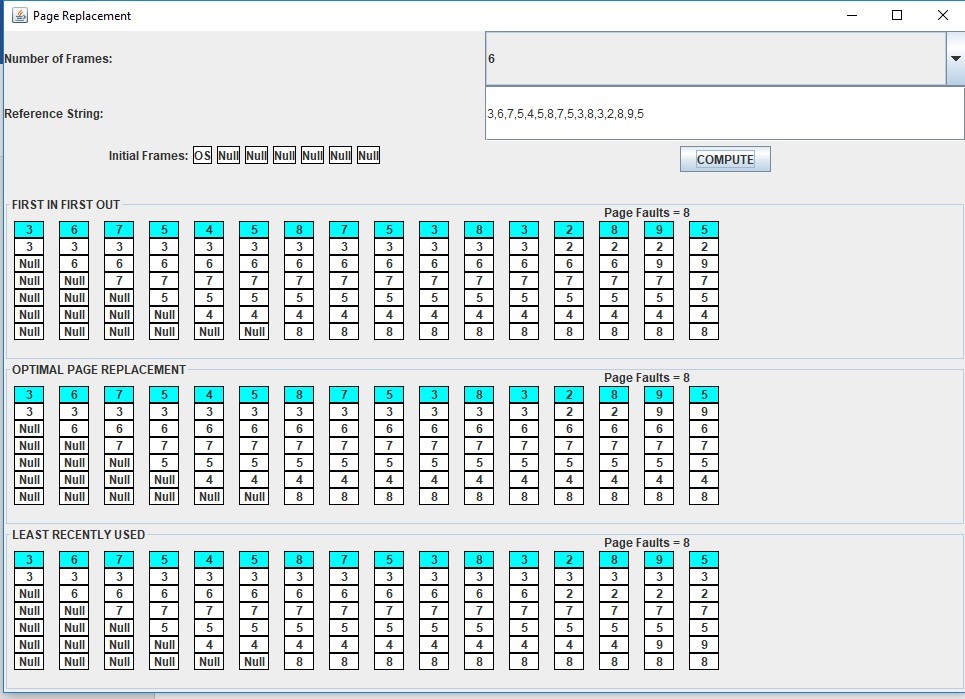 Page Replacement
Number of Frames: 6
Reference String: 3,6,7,5,4,5,8,7,5,3,8,3,2,8,9,5
Initial Frames: OS Null Null Null Null Null Null COMPUTE
FIRST IN FIRST OUT
Page Faults = 8
3 6 7 5 4 5 8 7 5 3 8 3 2 8 9 5
3 3 3 3 3 3 3 3 3 3 3 3 2 2 2 2
Null 6 6 6 6 6 6 6 6 6 6 6 6 6 9 9
Null Null 7 7 7 7 7 7 7 7 7 7 7 7 7 7
Null Null Null 5 5 5 5 5 5 5 5 5 5 5 5 5
Null Null Null Null 4 4 4 4 4 4 4 4 4 4 4 4
Null Null Null Null Null Null 8 8 8 8 8 8 8 8 8 8
OPTIMAL PAGE REPLACEMENT
Page Faults = 8
3 6 7 5 4 5 8 7 5 3 8 3 2 8 9 5
3 3 3 3 3 3 3 3 3 3 3 3 2 2 9 9
Null 6 6 6 6 6 6 6 6 6 6 6 6 6 6 6
Null Null 7 7 7 7 7 7 7 7 7 7 7 7 7 7
Null Null Null 5 5 5 5 5 5 5 5 5 5 5 5 5
Null Null Null Null 4 4 4 4 4 4 4 4 4 4 4 4
Null Null Null Null Null Null 8 8 8 8 8 8 8 8 8 8
LEAST RECENTLY USED
Page Faults = 8
3 6 7 5 4 5 8 7 5 3 8 3 2 8 9 5
3 3 3 3 3 3 3 3 3 3 3 3 3 3 3 3
Null 6 6 6 6 6 6 6 6 6 6 6 2 2 2 2
Null Null 7 7 7 7 7 7 7 7 7 7 7 7 7 7
Null Null Null 5 5 5 5 5 5 5 5 5 5 5 5 5
Null Null Null Null 4 4 4 4 4 4 4 4 4 4 9 9
Null Null Null Null Null Null 8 8 8 8 8 8 8 8 8 8